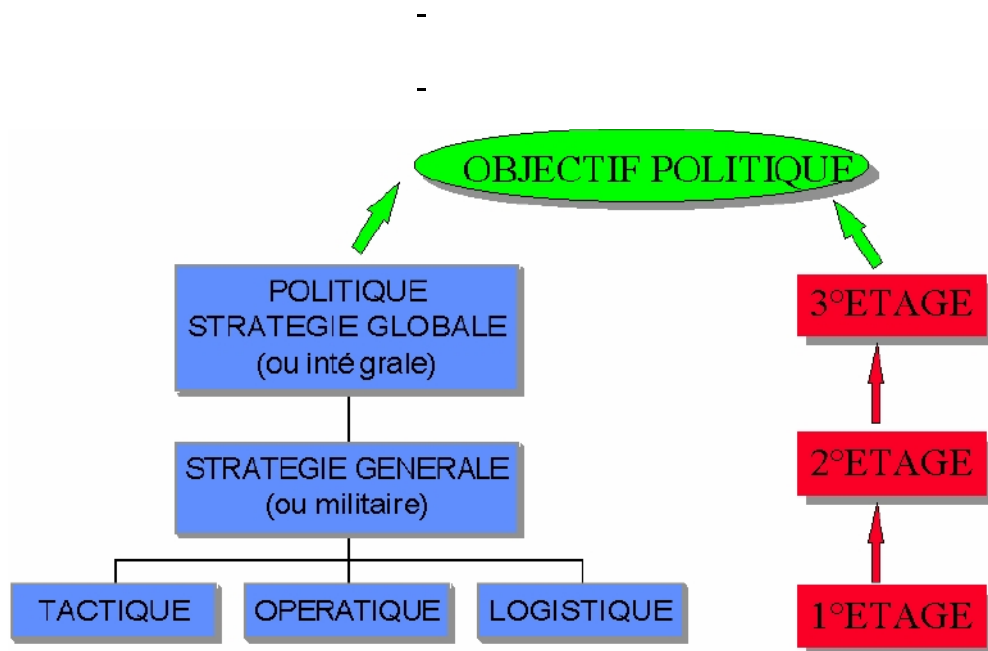 -
-
OBJECTIF POLITIQUE
POLITIQUE
STRATEGIE GLOBALE
(ou inté grale)
3°ETAGE
STRATEGIE GENERALE
(ou militaire)
2°ETAGE
TACTIQUE
OPERATIQUE
LOGISTIQUE
1°ETAGE